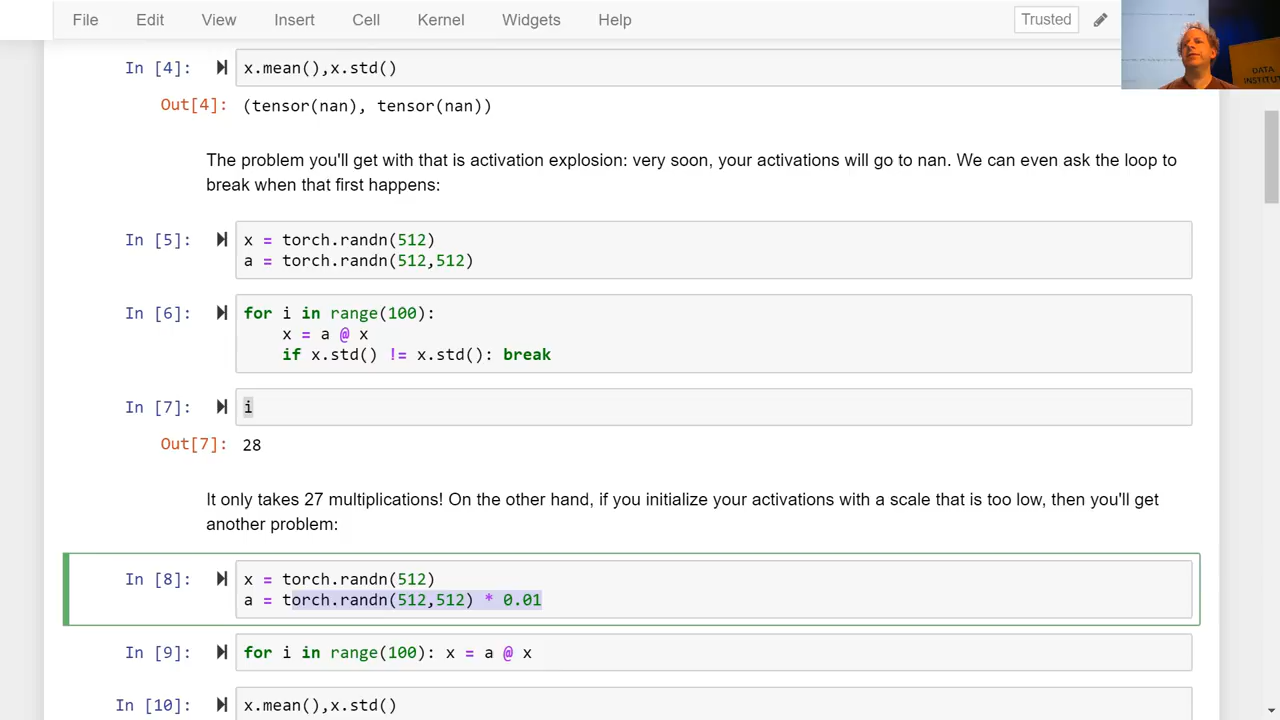 File Edit View Insert Cell Kernel Widgets Help Trusted
In [4]: x.mean(),x.std()
Out[4]: (tensor(nan), tensor(nan))
The problem you'll get with that is activation explosion: very soon, your activations will go to nan. We can even ask the loop to
break when that first happens:
In [5]: x = torch.randn(512)
a = torch.randn(512,512)
In [6]: for i in range(100):
x = a @ x
if x.std() != x.std(): break
In [7]: i
Out[7]: 28
It only takes 27 multiplications! On the other hand, if you initialize your activations with a scale that is too low, then you'll get
another problem:
In [8]: x = torch.randn(512)
a = torch.randn(512,512) * 0.01
In [9]: for i in range(100): x = a @ x
In [10]: x.mean(),x.std()
DATA
INSTITUT